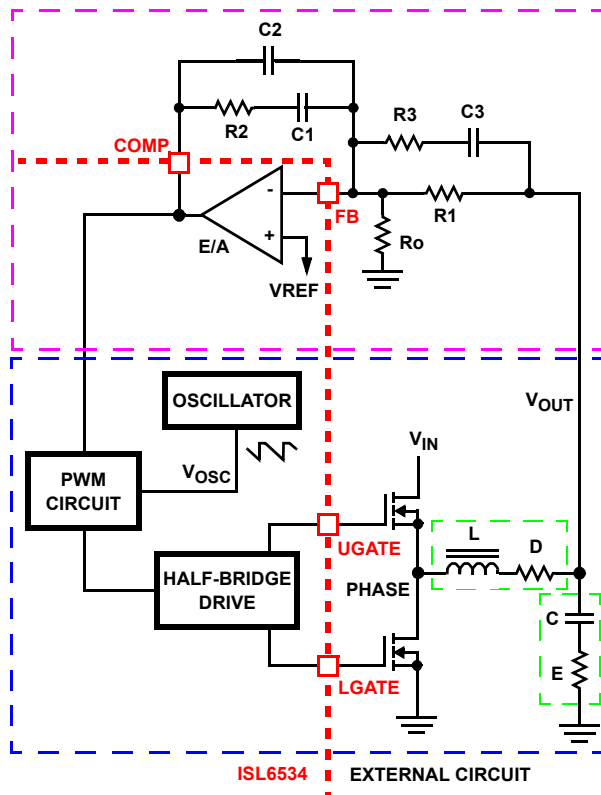 C2
R2
C1
R3
C3
COMP
-
FB
R1
E/A
+
Ro
VREF
OSCILLATOR
VOUT
VIN
PWM
CIRCUIT
VOSC
UGATE
L
D
HALF-BRIDGE
DRIVE
PHASE
C
E
LGATE
ISL6534
EXTERNAL CIRCUIT